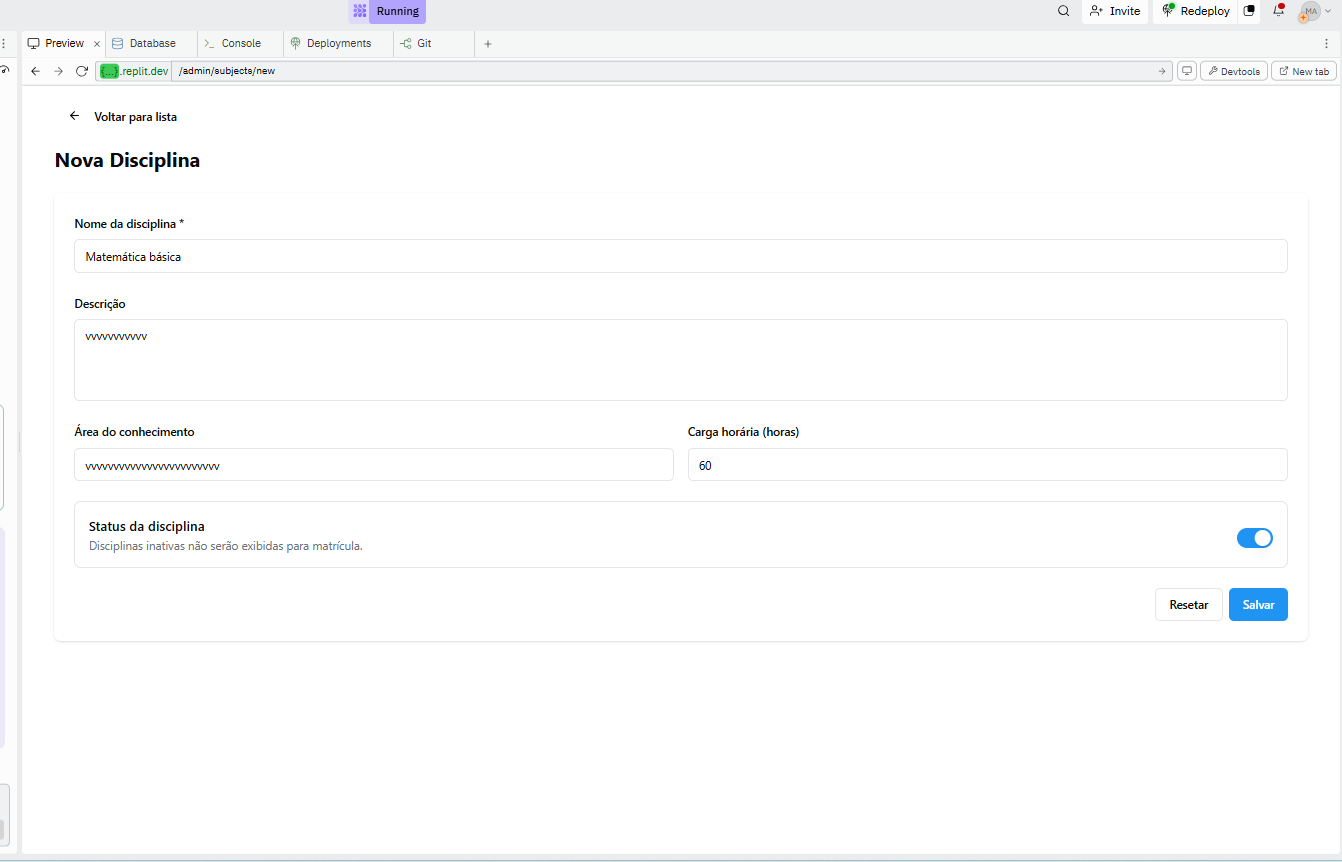 Running
Invite
Redeploy
MA
Preview
Database
Console
Deployments
Git
{...}.replit.dev
/admin/subjects/new
Devtools
New tab
Voltar para lista
Nova Disciplina
Nome da disciplina *
Matemática básica
Descrição
vvvvvvvvvvv
Área do conhecimento
Carga horária (horas)
60
Status da disciplina
Disciplinas inativas não serão exibidas para matrícula.
Resetar
Salvar